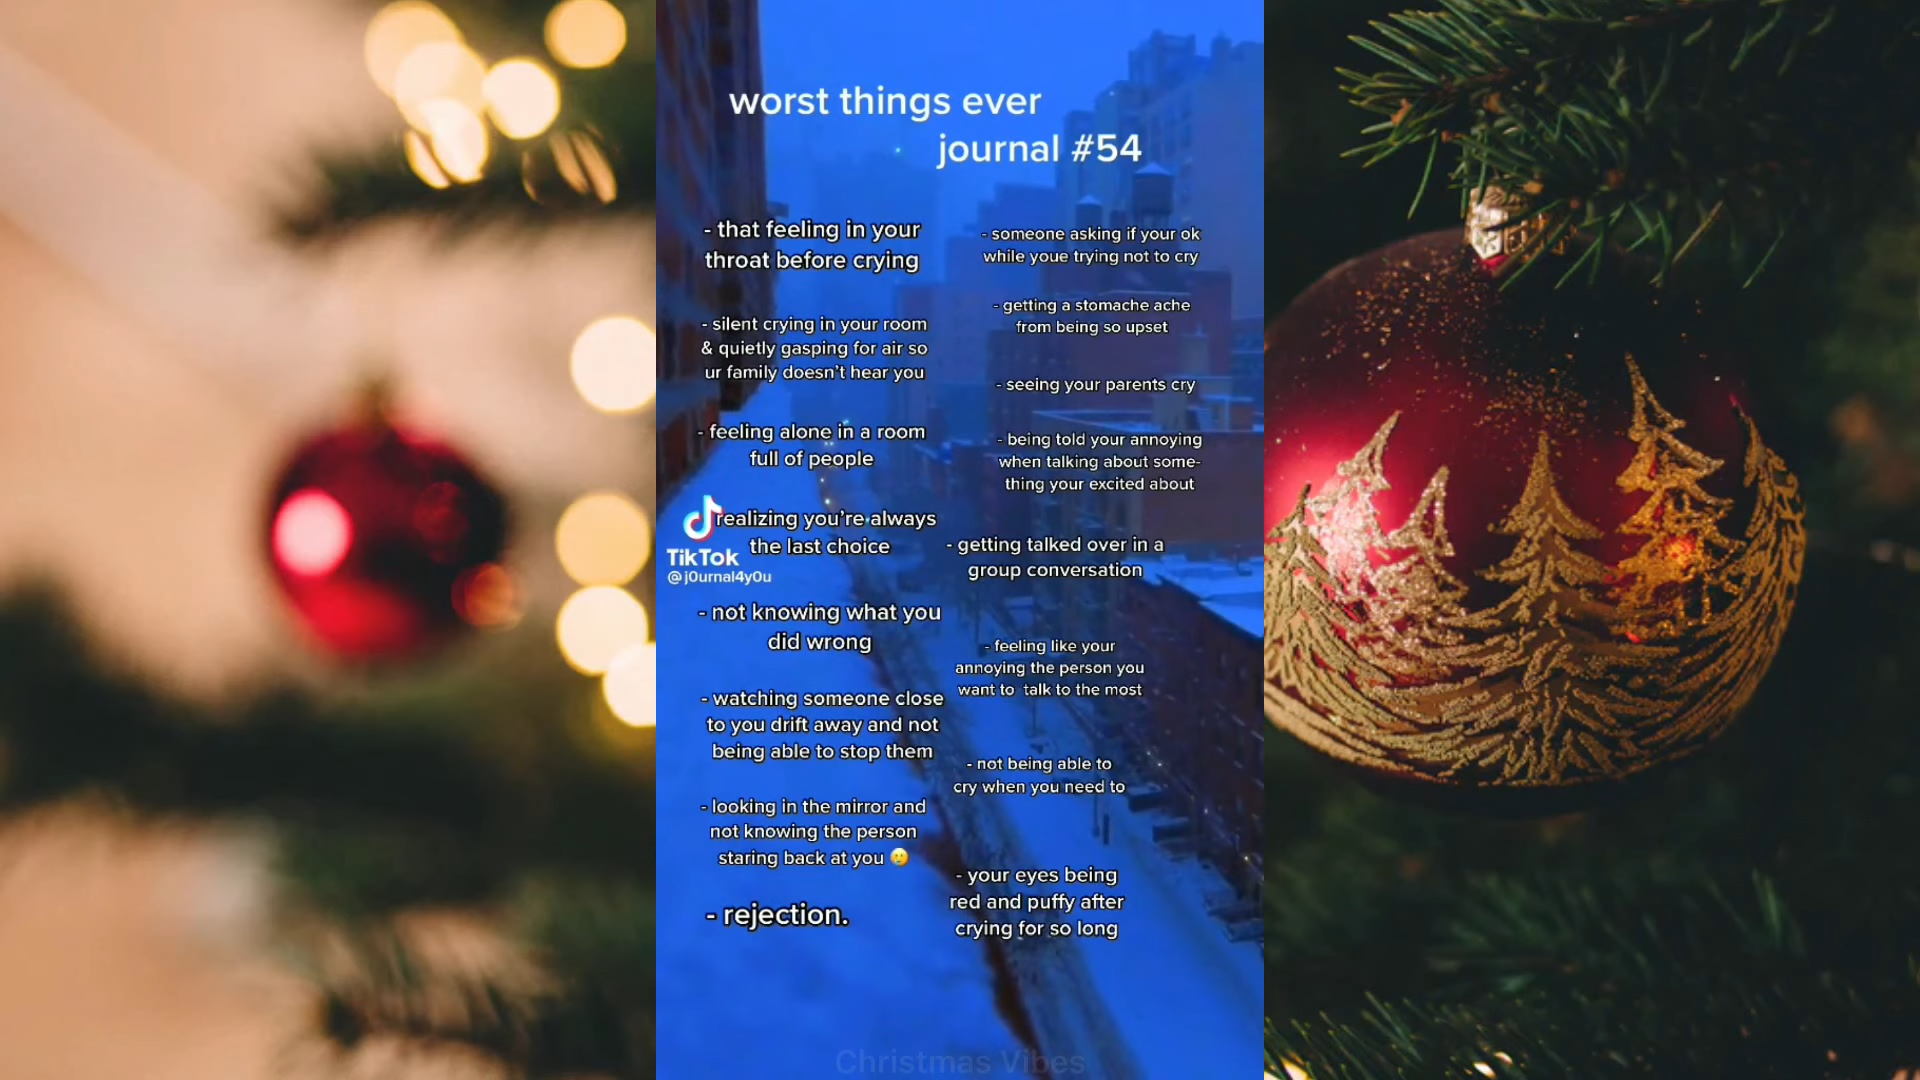 worst things ever
journal #54
- that feeling in your
throat before crying
- silent crying in your room
& quietly gasping for air so
ur family doesn't hear you
- feeling alone in a room
full of people
realizing you're always
the last choice
TikTok
@j0urnal4y0u
- not knowing what you
did wrong
- watching someone close
to you drift away and not
being able to stop them
- looking in the mirror and
not knowing the person
staring back at you 🥲
- rejection.
- someone asking if your ok
while youe trying not to cry
- getting a stomache ache
from being so upset
- seeing your parents cry
- being told your annoying
when talking about some-
thing your excited about
- getting talked over in a
group conversation
- feeling like your
annoying the person you
want to talk to the most
- not being able to
cry when you need to
- your eyes being
red and puffy after
crying for so long
Christmas Vibes